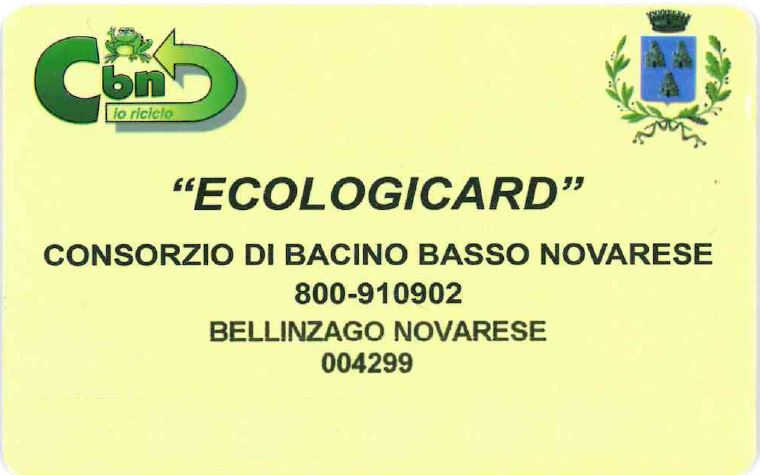 Cbn
io riciclo
“ECOLOGICARD”
CONSORZIO DI BACINO BASSO NOVARESE
800-910902
BELLINZAGO NOVARESE
004299